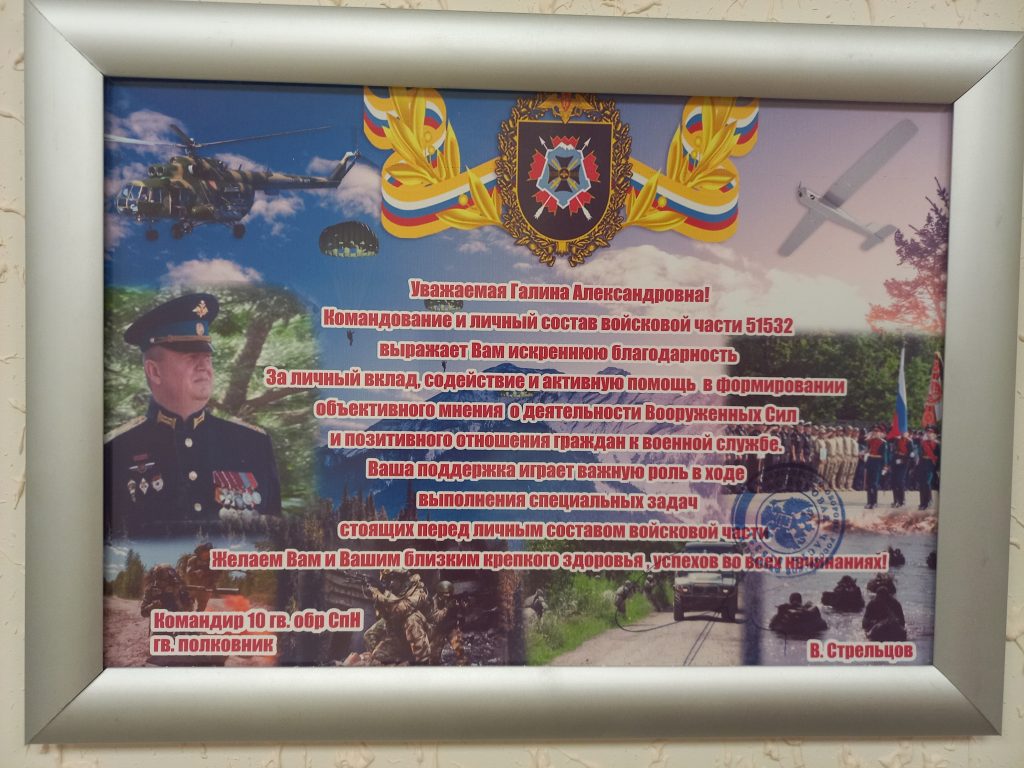 Уважаемая Галина Александровна!
Командование и личный состав войсковой части 51532
выражает Вам искреннюю благодарность
За личный вклад, содействие и активную помощь в формировании
объективного мнения о деятельности Вооруженных Сил
и позитивного отношения граждан к военной службе.
Ваша поддержка играет важную роль в ходе
выполнения специальных задач
стоящих перед личным составом войсковой части
Желаем Вам и Вашим близким крепкого здоровья , успехов во всех начинаниях!
Командир 10 гв. обр СпН
гв. полковник
В. Стрельцов